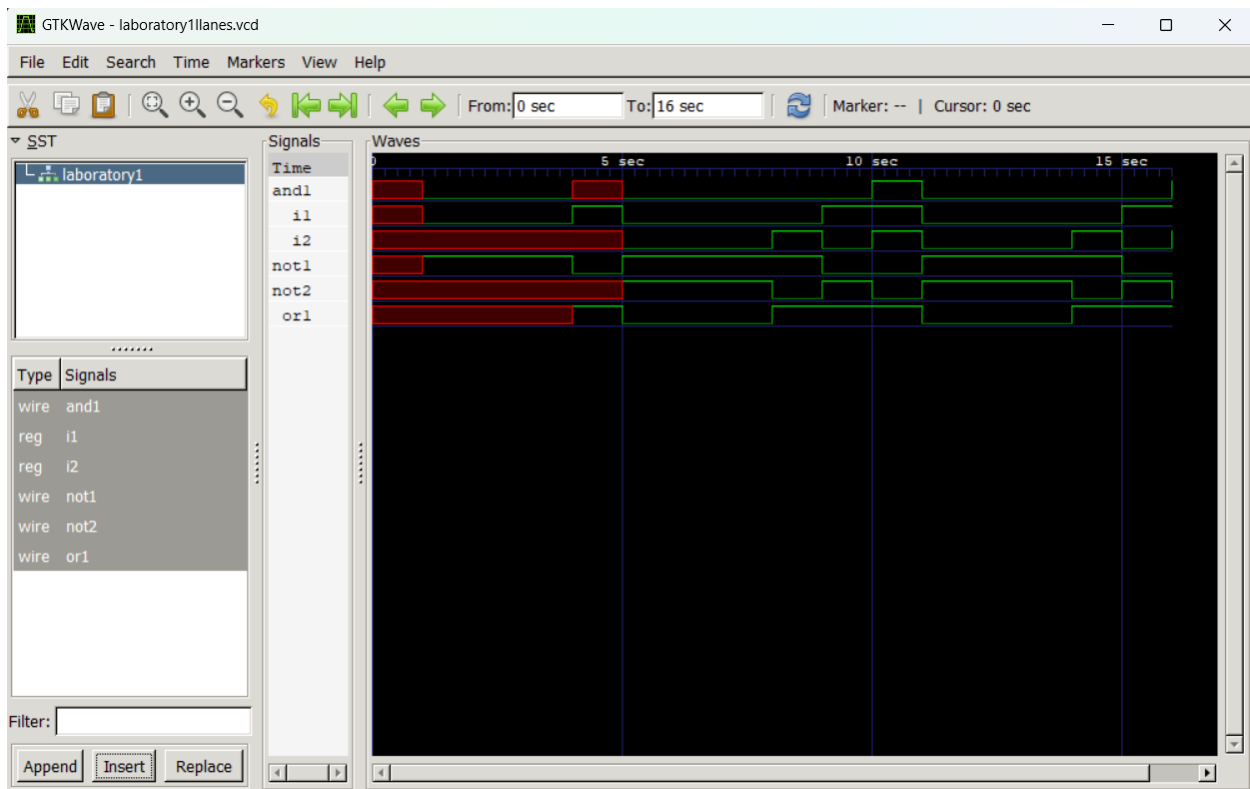 GTKWave - laboratory1llanes.vcd
File Edit Search Time Markers View Help
From: 0 sec To: 16 sec Marker: -- | Cursor: 0 sec
SST
laboratory1
Type Signals
wire and1
reg i1
reg i2
wire not1
wire not2
wire or1
Filter:
Append Insert Replace
Signals
Time
and1
i1
i2
not1
not2
or1
Waves
0 5 sec 10 sec 15 sec